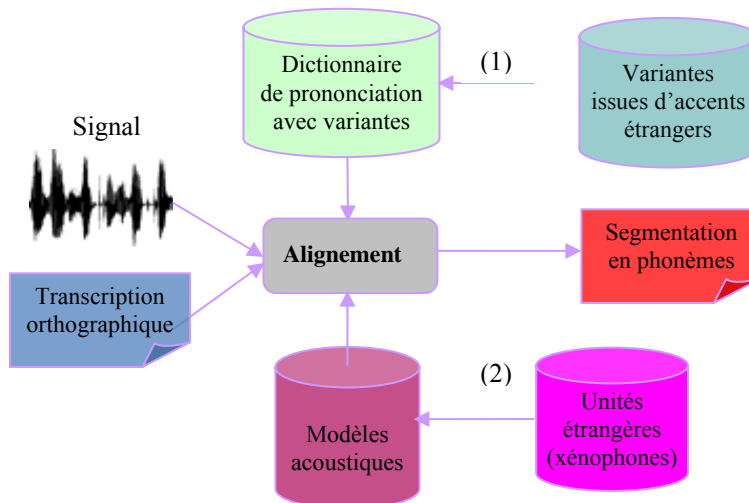 Dictionnaire
de prononciation
avec variantes
(1)
Variantes
issues d’accents
étrangers
Signal
Alignement
Segmentation
en phonèmes
Transcription
orthographique
Modèles
acoustiques
(2)
Unités
étrangères
(xénophones)